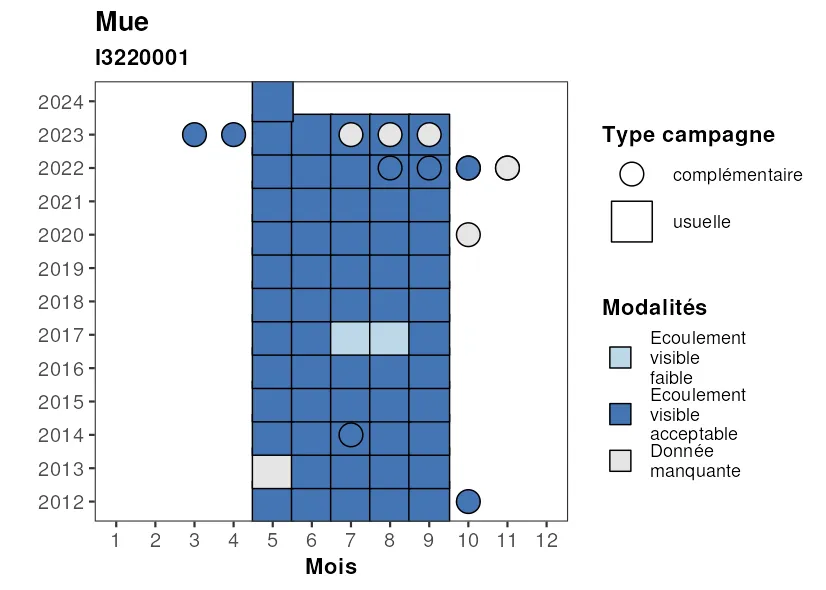 Mue
I3220001
2024
2023
2022
2021
2020
2019
2018
2017
2016
2015
2014
2013
2012
1 2 3 4 5 6 7 8 9 10 11 12
Mois
Type campagne
complémentaire
usuelle
Modalités
Ecoulement
visible
faible
Ecoulement
visible
acceptable
Donnée
manquante